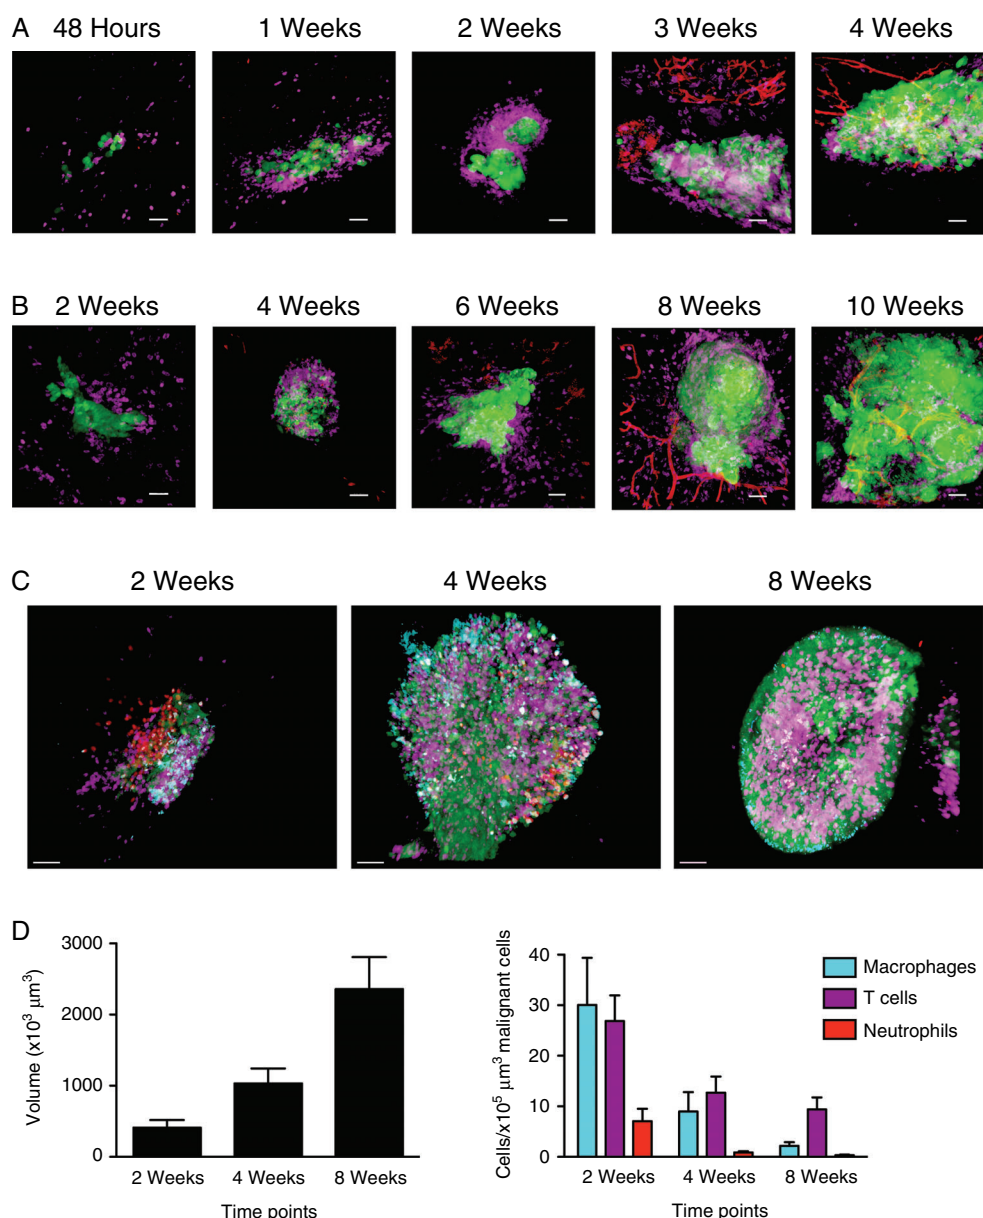 A
48 Hours
1 Weeks
2 Weeks
3 Weeks
4 Weeks
B
2 Weeks
4 Weeks
6 Weeks
8 Weeks
10 Weeks
C
2 Weeks
4 Weeks
8 Weeks
D
Volume (x10³ µm³)
3000
2000
1000
0
2 Weeks
4 Weeks
8 Weeks
Time points
Cells/x10⁵ µm³ malignant cells
40
30
20
10
0
2 Weeks
4 Weeks
8 Weeks
Time points
Macrophages
T cells
Neutrophils